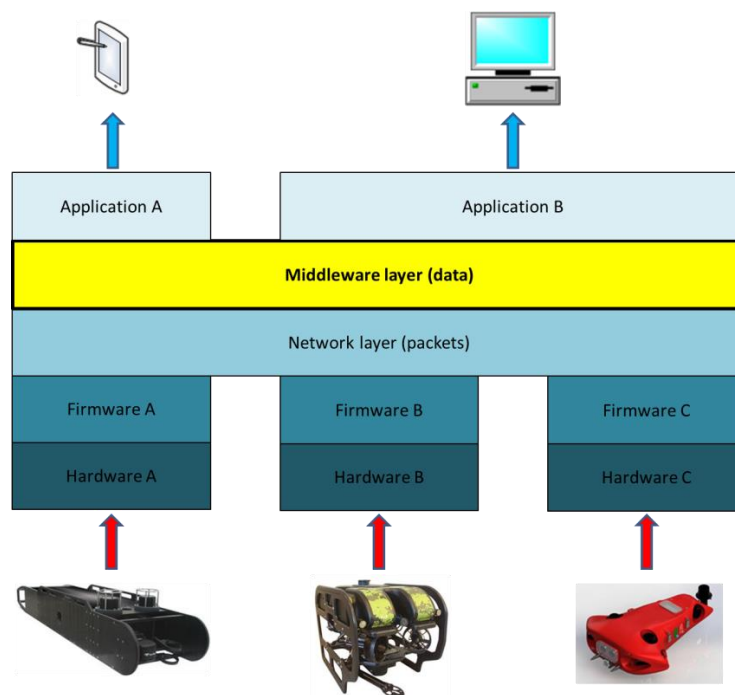 Application A
Application B
Middleware layer (data)
Network layer (packets)
Firmware A
Firmware B
Firmware C
Hardware A
Hardware B
Hardware C